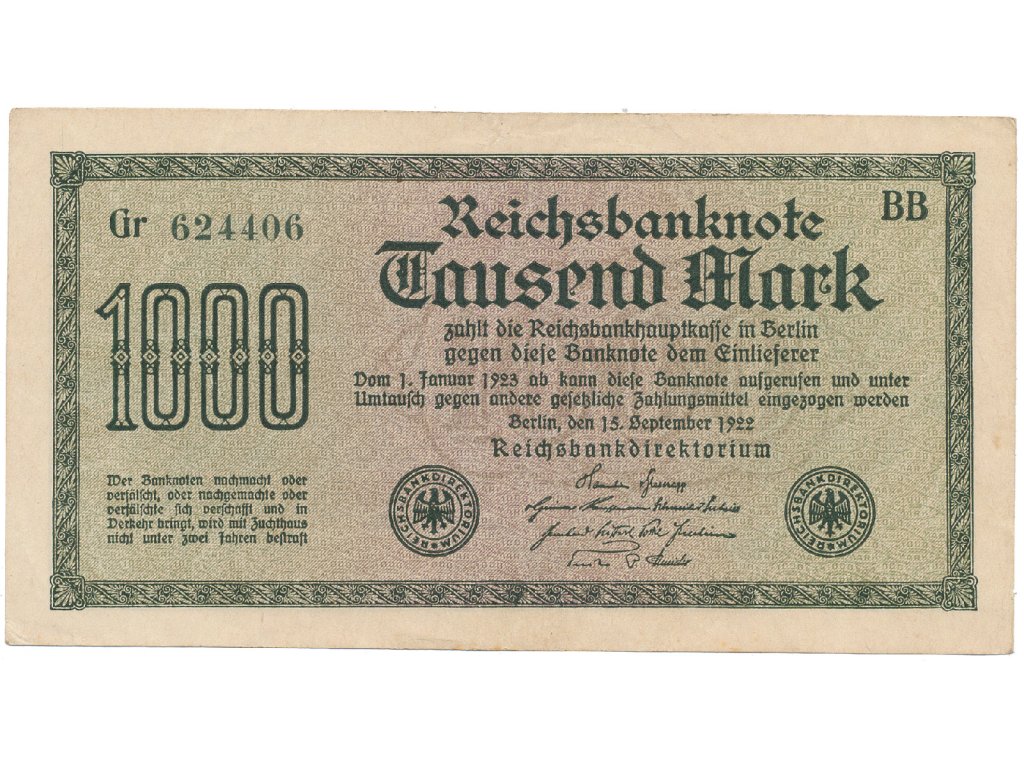 Gr 624406
BB
Reichsbanknote
Tausend Mark
1000
zahlt die Reichsbankhauptkasse in Berlin
gegen diese Banknote dem Einlieferer
Vom 1. Januar 1923 ab kann diese Banknote aufgerufen und unter
Umtausch gegen andere gesetzliche Zahlungsmittel eingezogen werden
Berlin, den 15. September 1922
Reichsbankdirektorium
Wer Banknoten nachmacht oder
verfälscht, oder nachgemachte oder
verfälschte sich verschafft und in
Verkehr bringt, wird mit Zuchthaus
nicht unter zwei Jahren bestraft
REICHSBANKDIREKTORIUM
REICHSBANKDIREKTORIUM